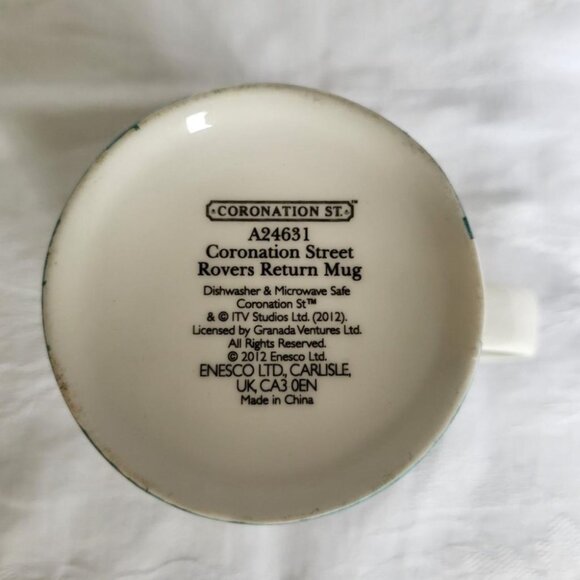 CORONATION ST.™
A24631
Coronation Street
Rovers Return Mug
Dishwasher & Microwave Safe
Coronation St™
& © ITV Studios Ltd. (2012).
Licensed by Granada Ventures Ltd.
All Rights Reserved.
© 2012 Enesco Ltd.
ENESCO LTD., CARLISLE,
UK, CA3 0EN
Made in China